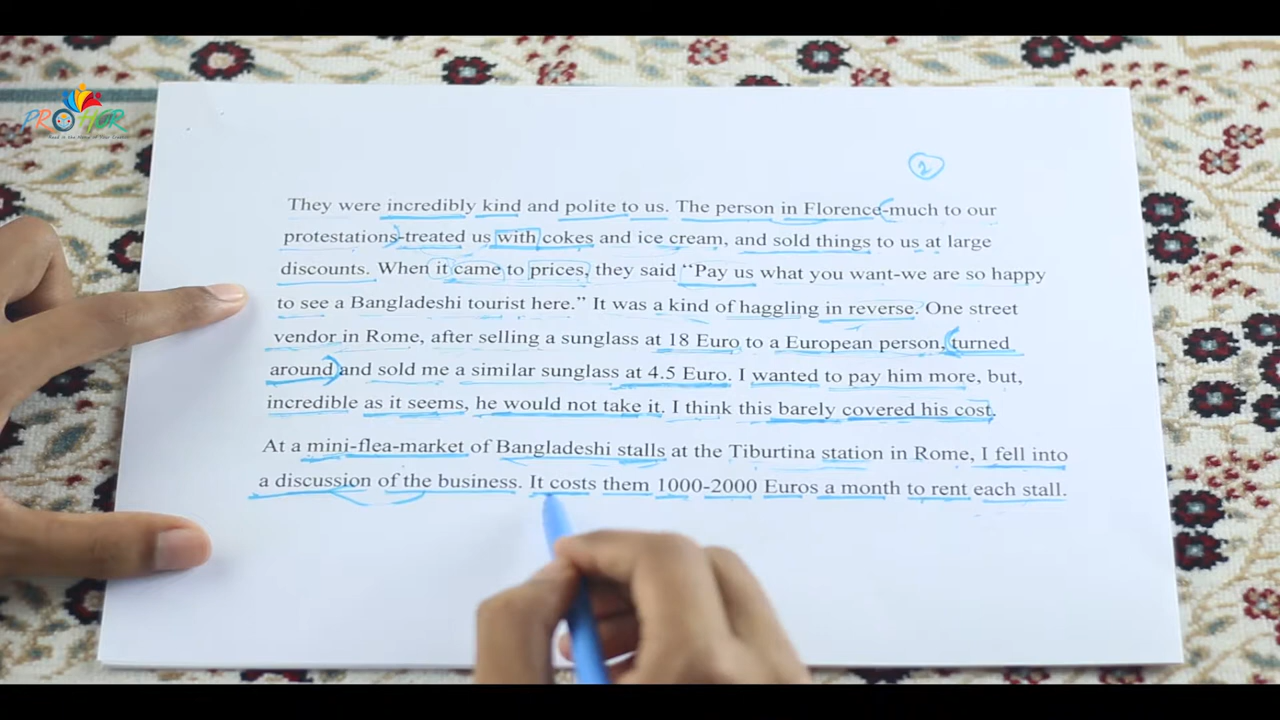 PROHOR
2
They were incredibly kind and polite to us. The person in Florence-much to our
protestations-treated us with cokes and ice cream, and sold things to us at large
discounts. When it came to prices, they said “Pay us what you want-we are so happy
to see a Bangladeshi tourist here.” It was a kind of haggling in reverse. One street
vendor in Rome, after selling a sunglass at 18 Euro to a European person, turned
around and sold me a similar sunglass at 4.5 Euro. I wanted to pay him more, but,
incredible as it seems, he would not take it. I think this barely covered his cost.
At a mini-flea-market of Bangladeshi stalls at the Tiburtina station in Rome, I fell into
a discussion of the business. It costs them 1000-2000 Euros a month to rent each stall.